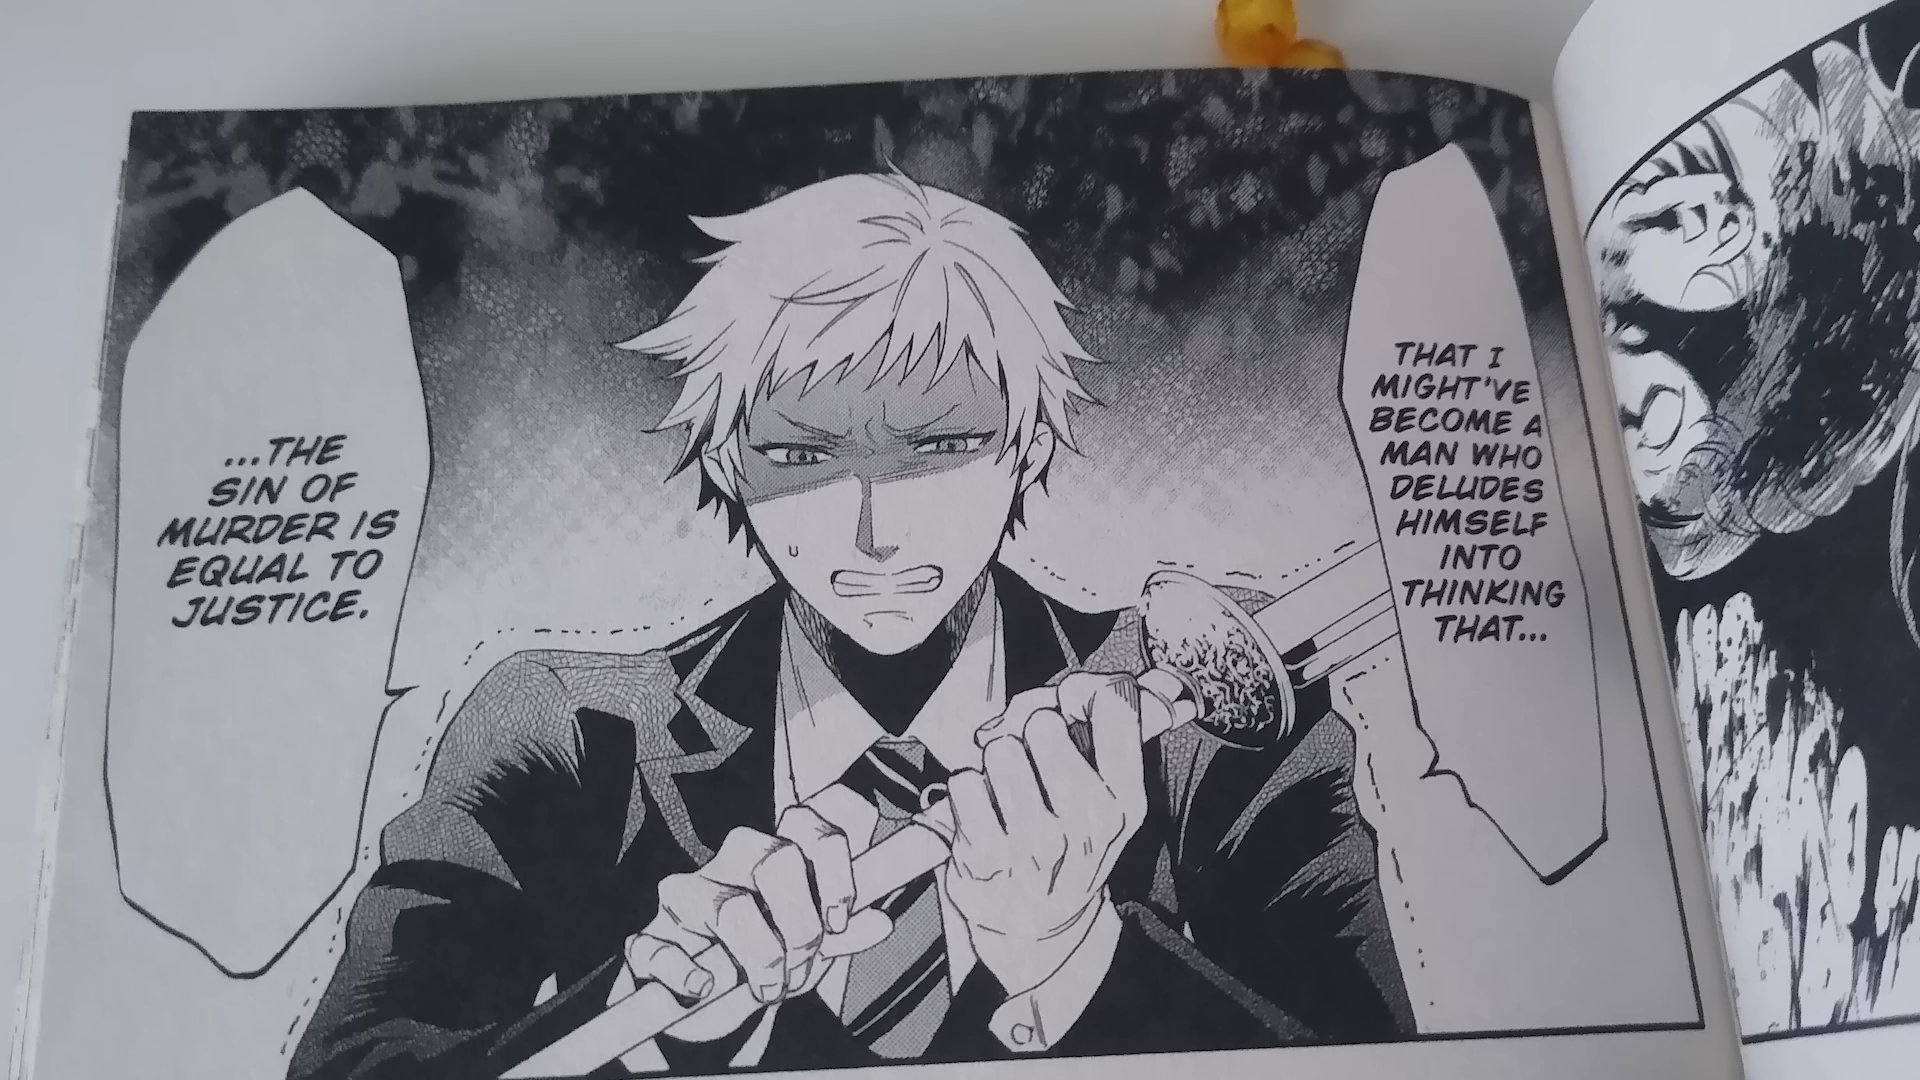 THAT I
MIGHT'VE
BECOME A
MAN WHO
DELUDES
HIMSELF
INTO
THINKING
THAT...
...THE
SIN OF
MURDER IS
EQUAL TO
JUSTICE.